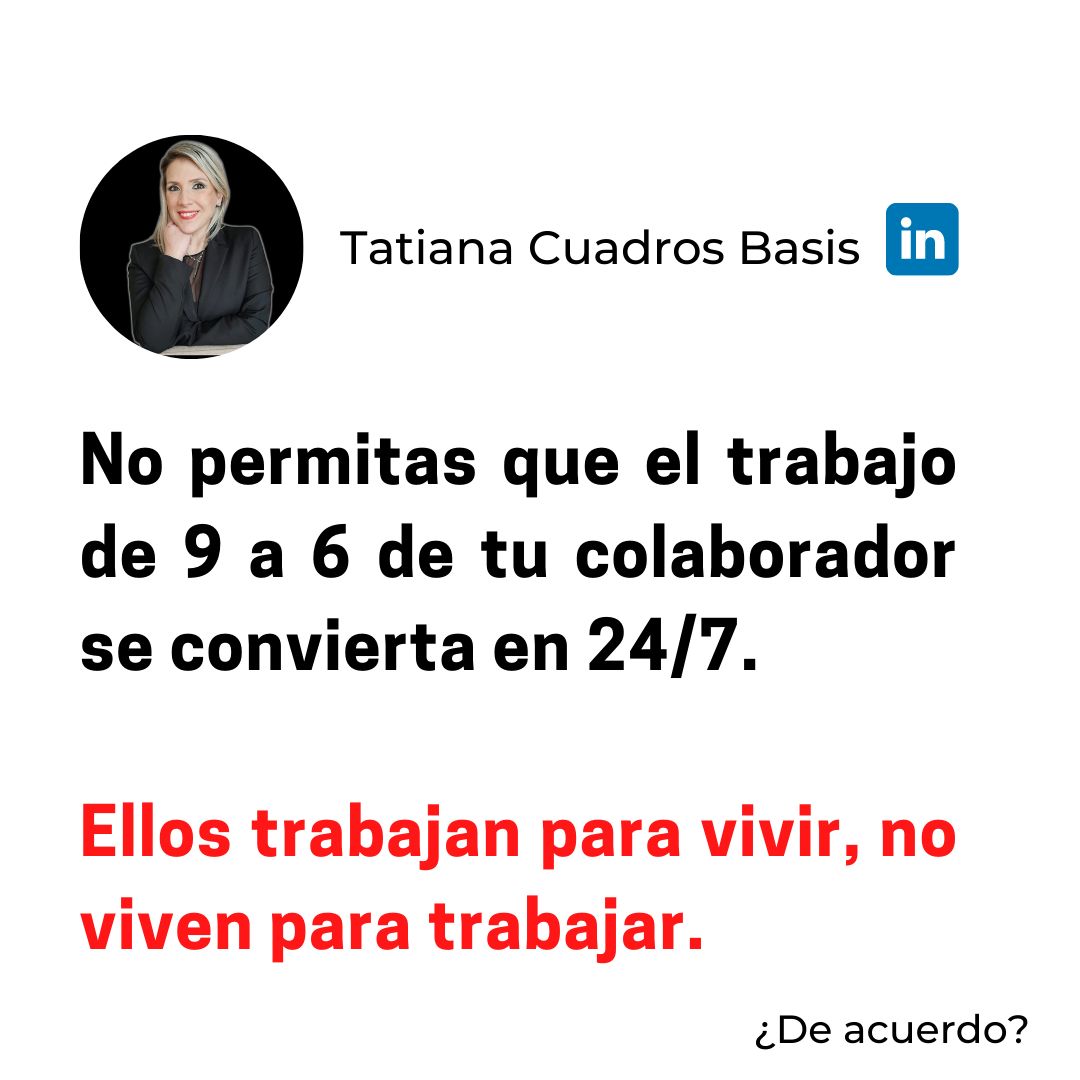 Tatiana Cuadros Basis
in
No permitas que el trabajo
de 9 a 6 de tu colaborador
se convierta en 24/7.
Ellos trabajan para vivir, no
viven para trabajar.
¿De acuerdo?